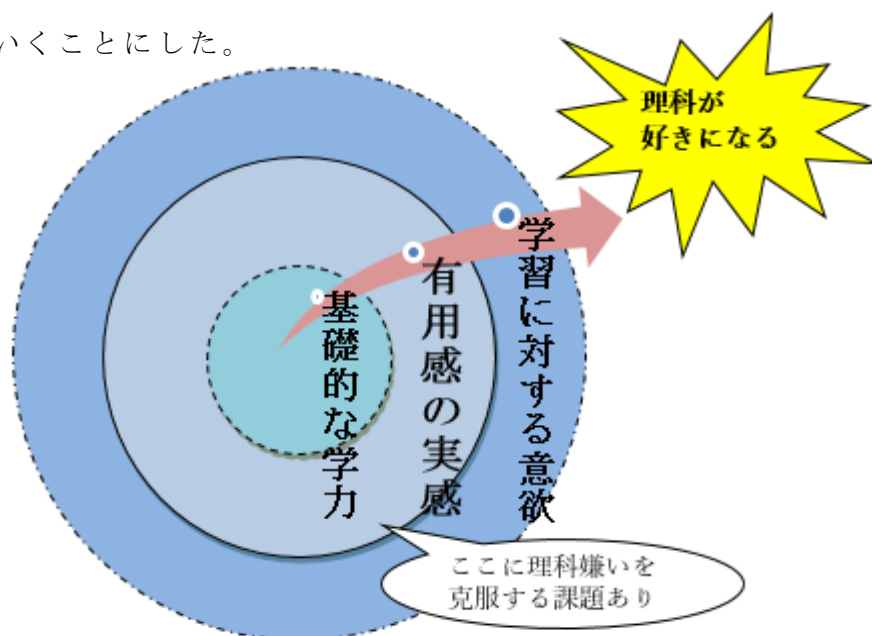 いくことにした。
理科が
好きになる
学習に対する意欲
有用感の実感
基礎的な学力
ここに理科嫌いを
克服する課題あり